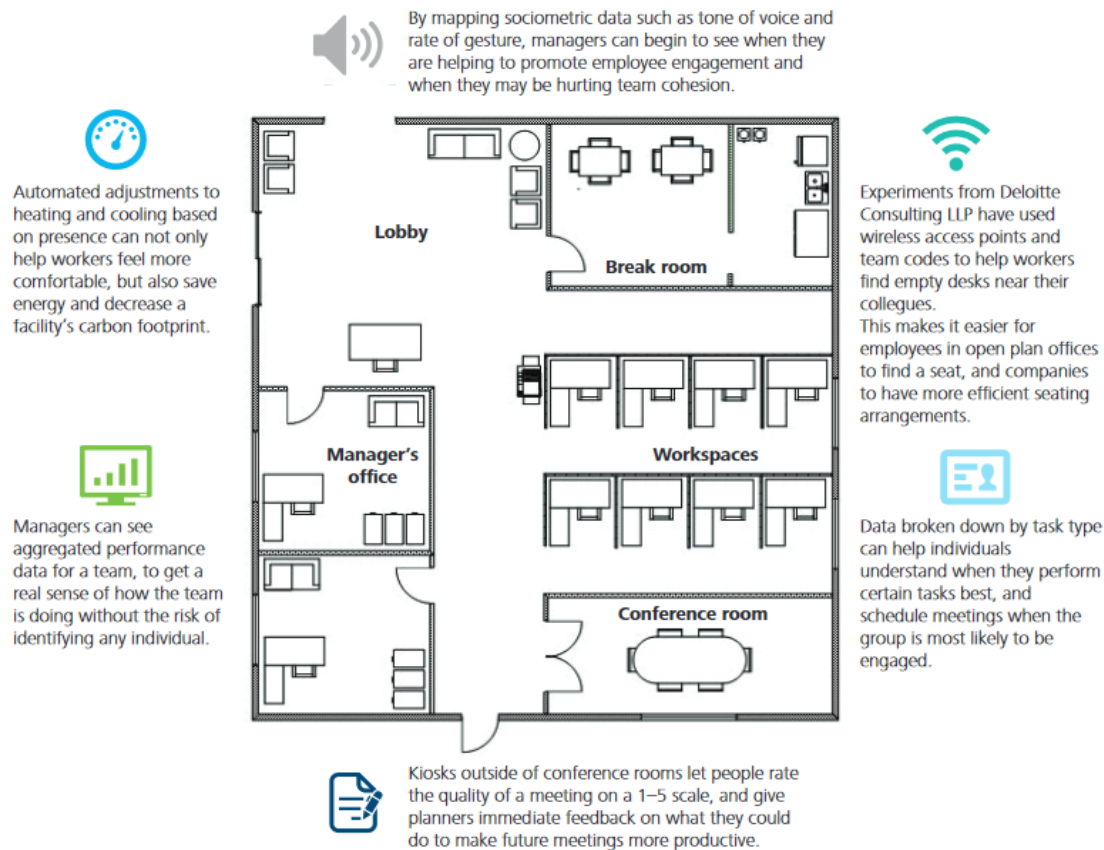 By mapping sociometric data such as tone of voice and
rate of gesture, managers can begin to see when they
are helping to promote employee engagement and
when they may be hurting team cohesion.
Automated adjustments to
heating and cooling based
on presence can not only
help workers feel more
comfortable, but also save
energy and decrease a
facility's carbon footprint.
Experiments from Deloitte
Consulting LLP have used
wireless access points and
team codes to help workers
find empty desks near their
collegues.
This makes it easier for
employees in open plan offices
to find a seat, and companies
to have more efficient seating
arrangements.
Lobby
Break room
Manager's
office
Workspaces
Conference room
Managers can see
aggregated performance
data for a team, to get a
real sense of how the team
is doing without the risk of
identifying any individual.
Data broken down by task type
can help individuals
understand when they perform
certain tasks best, and
schedule meetings when the
group is most likely to be
engaged.
Kiosks outside of conference rooms let people rate
the quality of a meeting on a 1–5 scale, and give
planners immediate feedback on what they could
do to make future meetings more productive.